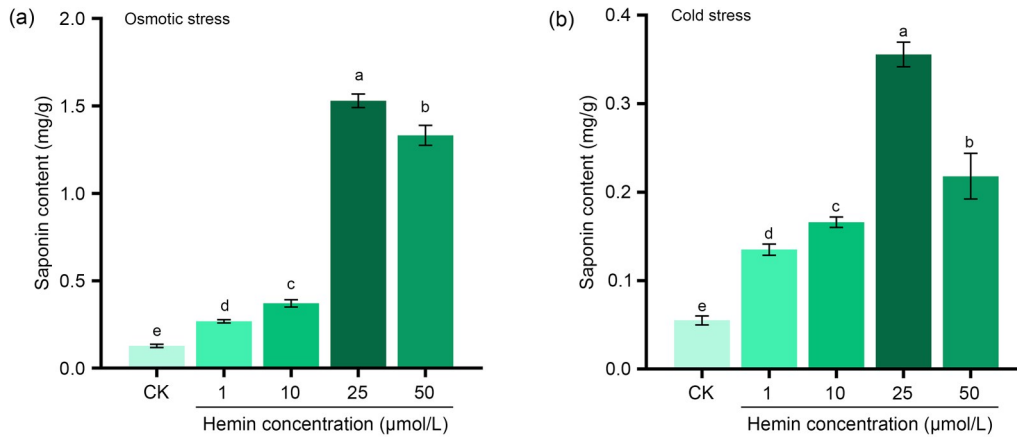 (a) Osmotic stress
2.0
1.5
1.0
0.5
0.0
Saponin content (mg/g)
e
d
c
a
b
CK 1 10 25 50
Hemin concentration (μmol/L)
(b) Cold stress
0.4
0.3
0.2
0.1
0.0
Saponin content (mg/g)
e
d
c
a
b
CK 1 10 25 50
Hemin concentration (μmol/L)